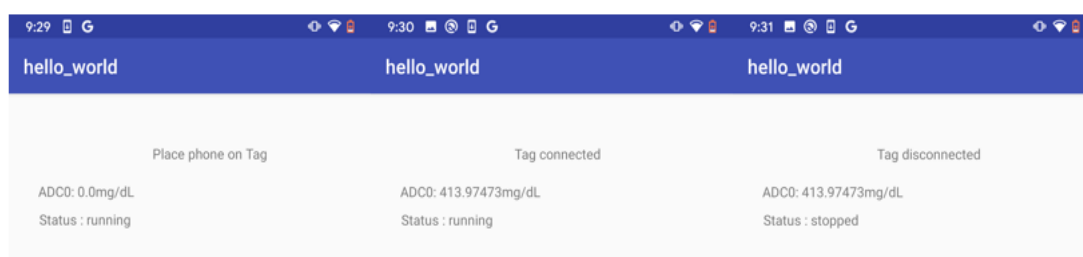 9:29 G
hello_world
Place phone on Tag
ADC0: 0.0mg/dL
Status : running
9:30 G
hello_world
Tag connected
ADC0: 413.97473mg/dL
Status : running
9:31 G
hello_world
Tag disconnected
ADC0: 413.97473mg/dL
Status : stopped